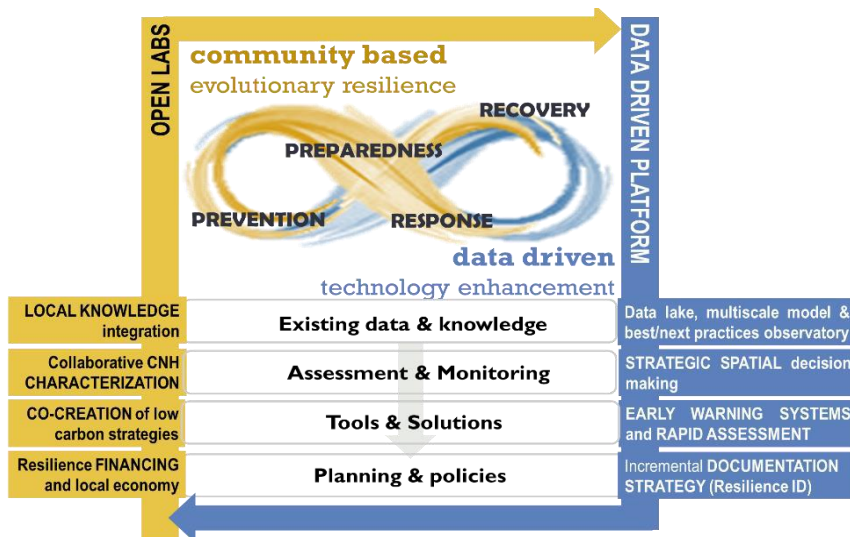 OPEN LABS
community based
evolutionary resilience
RECOVERY
PREPAREDNESS
PREVENTION
RESPONSE
data driven
technology enhancement
DATA DRIVEN PLATFORM
LOCAL KNOWLEDGE
integration
Existing data & knowledge
Data lake, multiscale model &
best/next practices observatory
Collaborative CNH
CHARACTERIZATION
Assessment & Monitoring
STRATEGIC SPATIAL decision
making
CO-CREATION of low
carbon strategies
Tools & Solutions
EARLY WARNING SYSTEMS
and RAPID ASSESSMENT
Resilience FINANCING
and local economy
Planning & policies
Incremental DOCUMENTATION
STRATEGY (Resilience ID)